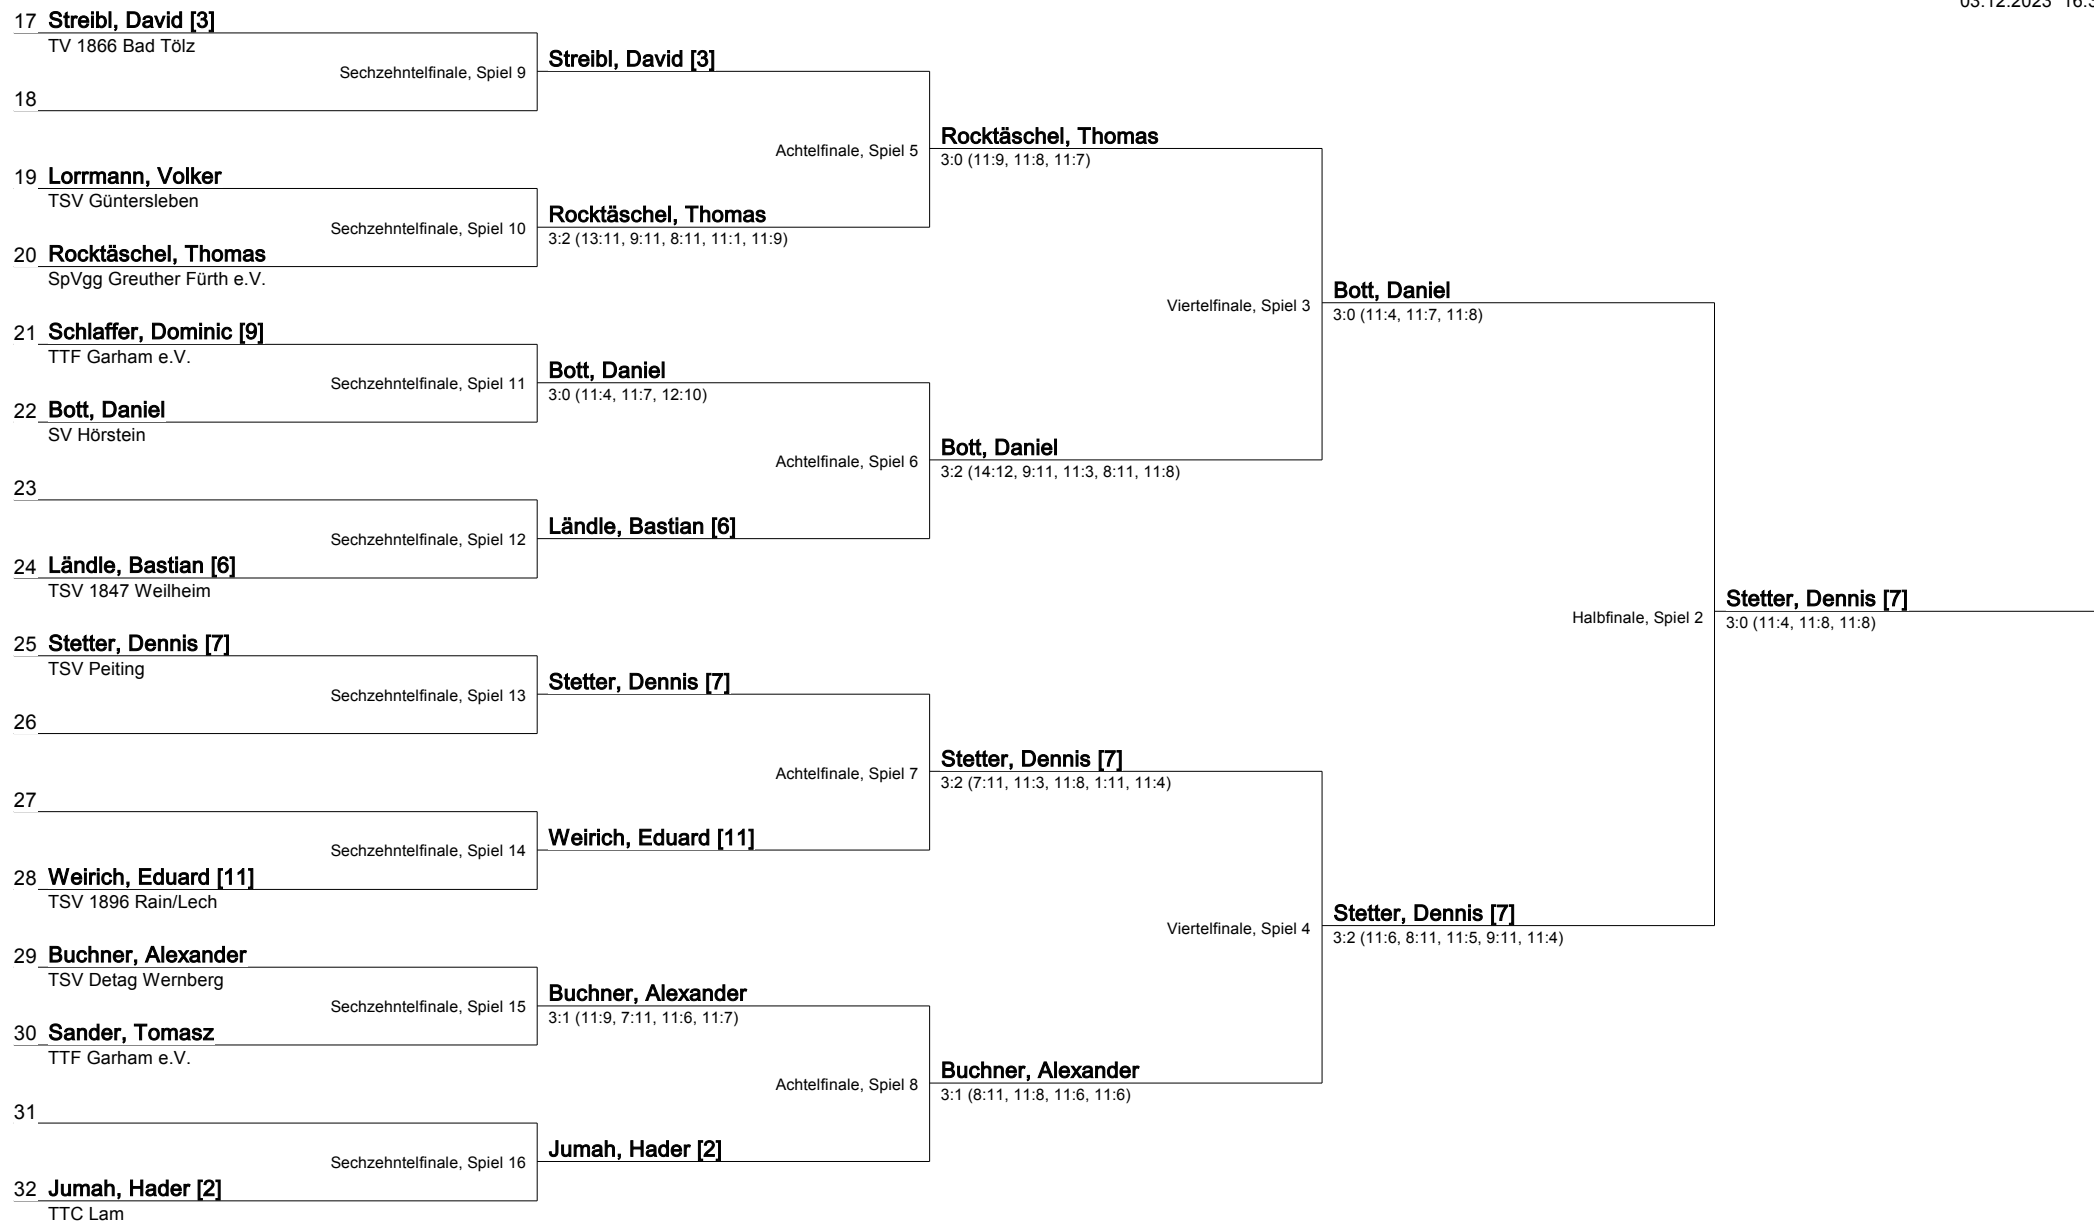 03.12.2023 16:3
17 Streibl, David [3]
TV 1866 Bad Tölz
Sechzehntelfinale, Spiel 9
Streibl, David [3]
18
Achtelfinale, Spiel 5
Rocktäschel, Thomas
3:0 (11:9, 11:8, 11:7)
19 Lorrmann, Volker
TSV Güntersleben
Sechzehntelfinale, Spiel 10
Rocktäschel, Thomas
3:2 (13:11, 9:11, 8:11, 11:1, 11:9)
20 Rocktäschel, Thomas
SpVgg Greuther Fürth e.V.
Viertelfinale, Spiel 3
Bott, Daniel
3:0 (11:4, 11:7, 11:8)
21 Schlaffer, Dominic [9]
TTF Garham e.V.
Sechzehntelfinale, Spiel 11
Bott, Daniel
3:0 (11:4, 11:7, 12:10)
22 Bott, Daniel
SV Hörstein
Achtelfinale, Spiel 6
Bott, Daniel
3:2 (14:12, 9:11, 11:3, 8:11, 11:8)
23
Sechzehntelfinale, Spiel 12
Ländle, Bastian [6]
24 Ländle, Bastian [6]
TSV 1847 Weilheim
Halbfinale, Spiel 2
Stetter, Dennis [7]
3:0 (11:4, 11:8, 11:8)
25 Stetter, Dennis [7]
TSV Peiting
Sechzehntelfinale, Spiel 13
Stetter, Dennis [7]
26
Achtelfinale, Spiel 7
Stetter, Dennis [7]
3:2 (7:11, 11:3, 11:8, 1:11, 11:4)
27
Sechzehntelfinale, Spiel 14
Weirich, Eduard [11]
28 Weirich, Eduard [11]
TSV 1896 Rain/Lech
Viertelfinale, Spiel 4
Stetter, Dennis [7]
3:2 (11:6, 8:11, 11:5, 9:11, 11:4)
29 Buchner, Alexander
TSV Detag Wernberg
Sechzehntelfinale, Spiel 15
Buchner, Alexander
3:1 (11:9, 7:11, 11:6, 11:7)
30 Sander, Tomasz
TTF Garham e.V.
Achtelfinale, Spiel 8
Buchner, Alexander
3:1 (8:11, 11:8, 11:6, 11:6)
31
Sechzehntelfinale, Spiel 16
Jumah, Hader [2]
32 Jumah, Hader [2]
TTC Lam